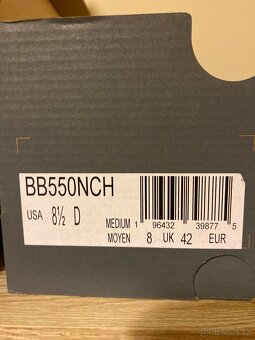 BB550NCH
USA 8½ D
MEDIUM 1 96432 39877 5
MOYEN 8 UK 42 EUR